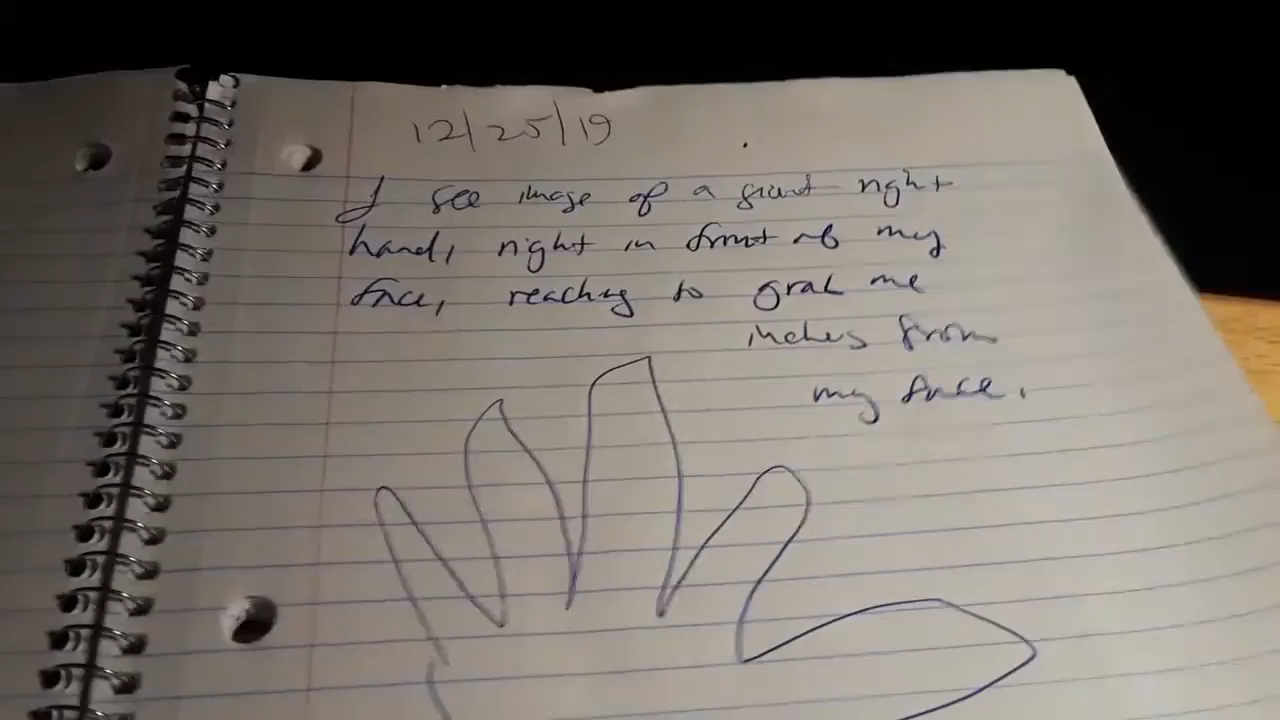 12/25/19
I see image of a giant right
hand, right in front of my
face, reaching to grab me
inches from
my face.